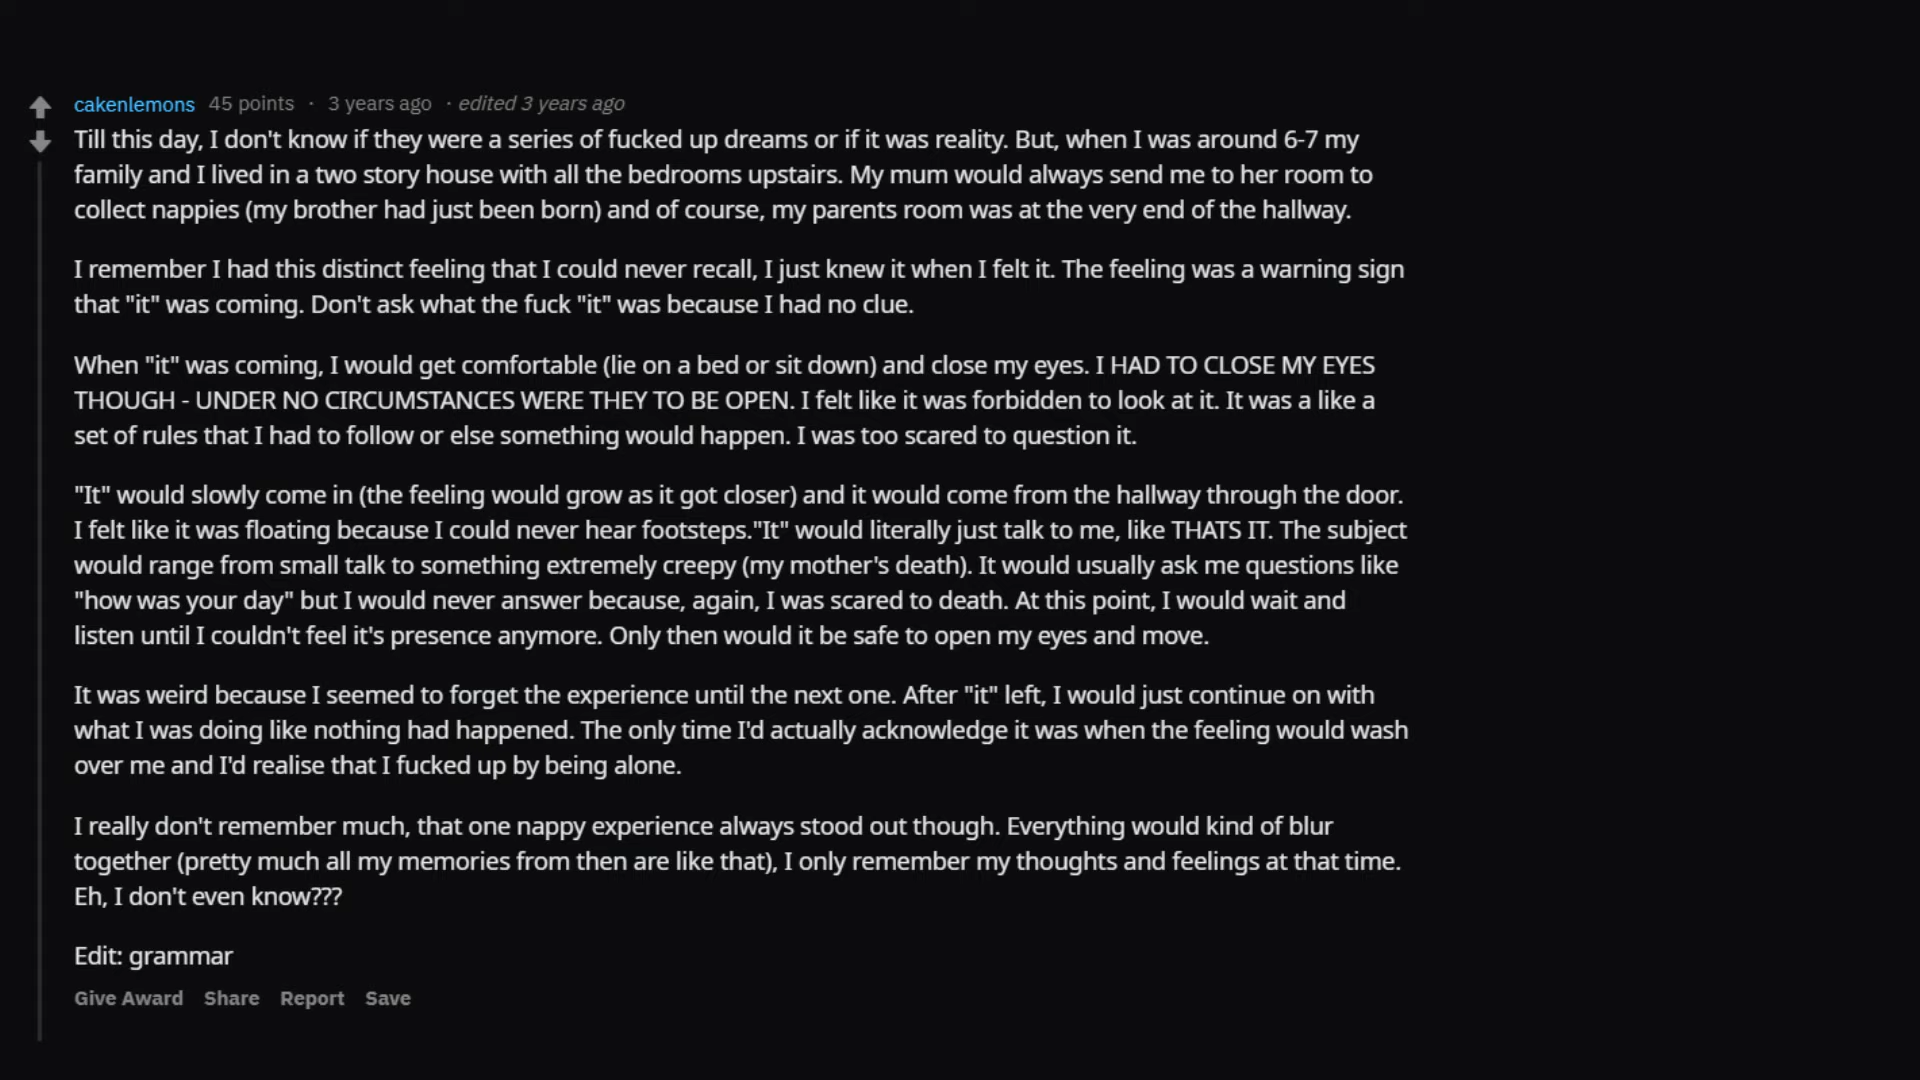 cakenlemons 45 points · 3 years ago · edited 3 years ago
Till this day, I don't know if they were a series of fucked up dreams or if it was reality. But, when I was around 6-7 my
family and I lived in a two story house with all the bedrooms upstairs. My mum would always send me to her room to
collect nappies (my brother had just been born) and of course, my parents room was at the very end of the hallway.
I remember I had this distinct feeling that I could never recall, I just knew it when I felt it. The feeling was a warning sign
that "it" was coming. Don't ask what the fuck "it" was because I had no clue.
When "it" was coming, I would get comfortable (lie on a bed or sit down) and close my eyes. I HAD TO CLOSE MY EYES
THOUGH - UNDER NO CIRCUMSTANCES WERE THEY TO BE OPEN. I felt like it was forbidden to look at it. It was a like a
set of rules that I had to follow or else something would happen. I was too scared to question it.
"It" would slowly come in (the feeling would grow as it got closer) and it would come from the hallway through the door.
I felt like it was floating because I could never hear footsteps."It" would literally just talk to me, like THATS IT. The subject
would range from small talk to something extremely creepy (my mother's death). It would usually ask me questions like
"how was your day" but I would never answer because, again, I was scared to death. At this point, I would wait and
listen until I couldn't feel it's presence anymore. Only then would it be safe to open my eyes and move.
It was weird because I seemed to forget the experience until the next one. After "it" left, I would just continue on with
what I was doing like nothing had happened. The only time I'd actually acknowledge it was when the feeling would wash
over me and I'd realise that I fucked up by being alone.
I really don't remember much, that one nappy experience always stood out though. Everything would kind of blur
together (pretty much all my memories from then are like that), I only remember my thoughts and feelings at that time.
Eh, I don't even know???
Edit: grammar
Give Award Share Report Save